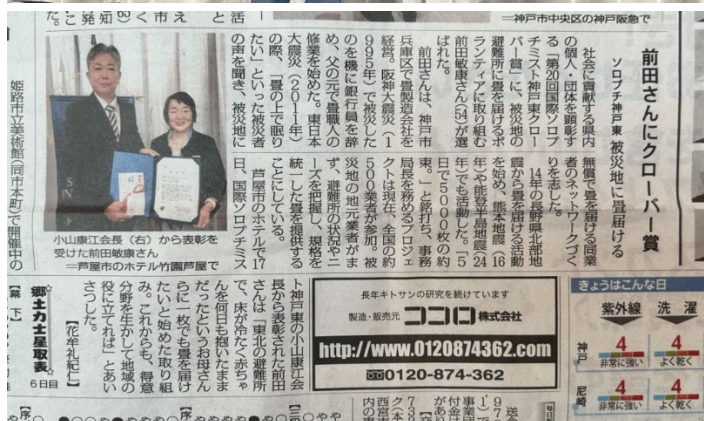 ＝神戸市中央区の神戸阪急で
前田さんにクローバー賞
ソロプチ神戸東 被災地に畳届ける
社会に貢献する県内
の個人・団体を顕彰す
る「第20回国際ソロプ
チミスト神戸東クロー
バー賞」に、被災地の
避難所に畳を届けるボ
ランティアに取り組む
前田敏康さん(54)が選
ばれた。
前田さんは、神戸市
兵庫区で畳製造会社を
経営。阪神大震災（1
995年）で被災した
のを機に銀行員を辞
め、父の元で畳職人の
修業を始めた。東日本
大震災（2011年）
の際、「畳の上で眠り
たい」といった被災者
の声を聞き、被災地に
無償で畳を届ける同業
者のネットワークづく
りを志した。
14年の長野県北部地
震から畳を届ける活動
を始め、熊本地震（16
年）や能登半島地震（24
年）でも活動した。「5
日で5000枚の約
束。」と銘打ち、事務
局長を務めるプロジェ
クトは現在、全国の約
500業者が参加。被
災地の地元業者がま
ず、避難所の状況やニ
ーズを把握し、規格を
統一した畳を提供する
ことにしている。
芦屋市のホテルで17
日、国際ソロプチミス
ト神戸東の小山康江会
長から表彰された前田
さんは「東北の避難所
で、床が冷たく赤ちゃ
んを何日も抱いたまま
だったというお母さん
に一枚でも畳を届け
たいと始めた取り組
み。これからも、得意
分野を生かして地域の
役に立てれば」とあい
さつした。
【花牟礼紀仁】
小山康江会長（右）から表彰を
受けた前田敏康さん
＝芦屋市のホテル竹園芦屋で
姫路市立美術館（同市本町）で開催中の
郷土力士星取表
6日目
【幕下】
長年キトサンの研究を続けています
製造・販売元 ココロ株式会社
http://www.0120874362.com
0120-874-362
きょうはこんな日
紫外線 洗濯
神戸 4 非常に強い 4 よく乾く
尼崎 4 非常に強い 4 よく乾く